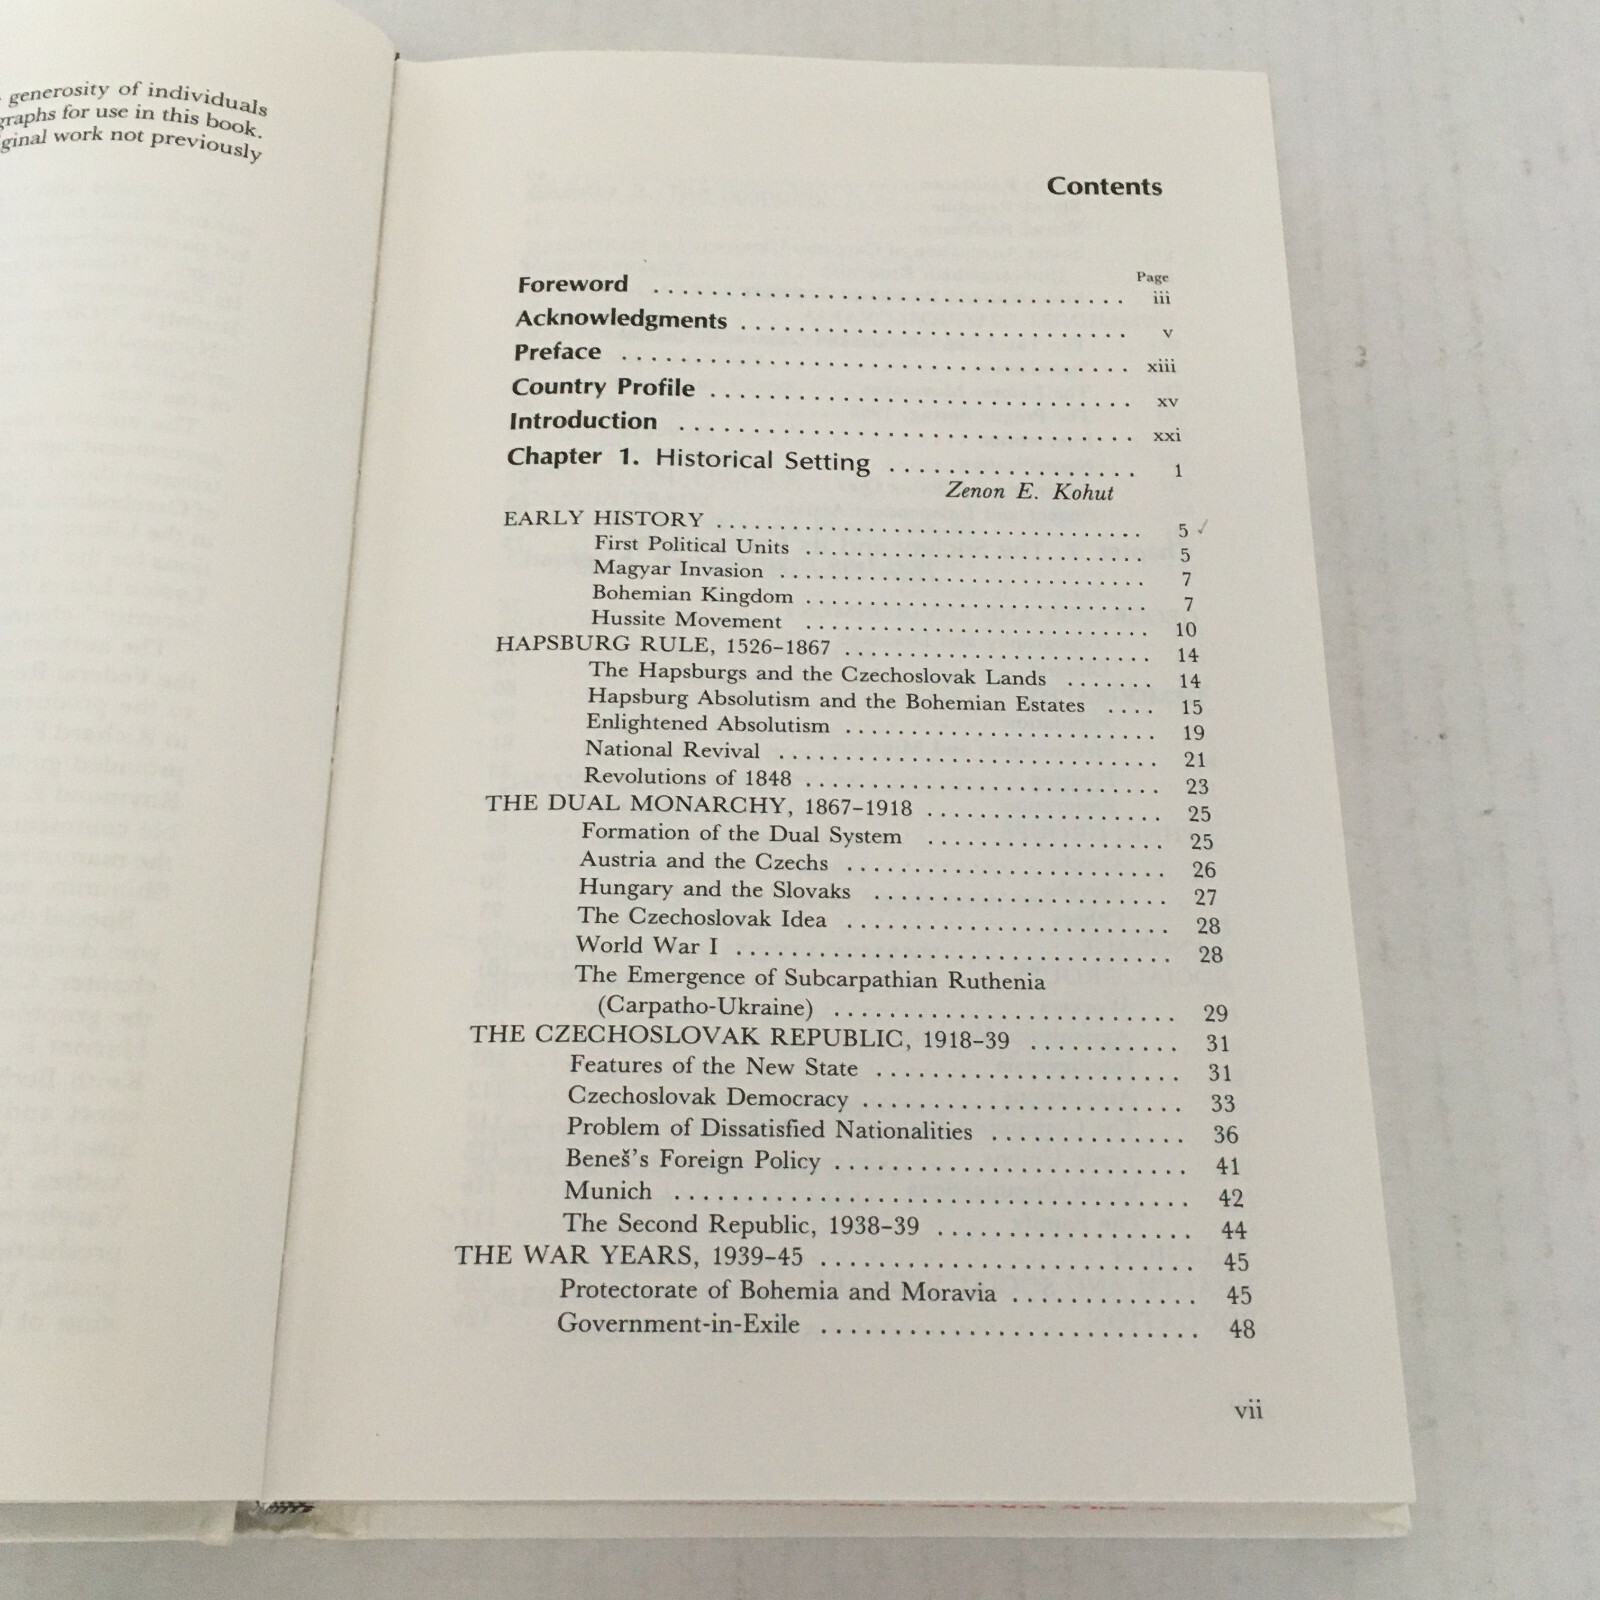 generosity of individuals
graphs for use in this book.
ginal work not previously
Contents
Page
Foreword .................................. iii
Acknowledgments ........................... v
Preface ................................... xiii
Country Profile ............................. xv
Introduction ............................... xxi
Chapter 1. Historical Setting ................. 1
Zenon E. Kohut
EARLY HISTORY .............................. 5 ✓
First Political Units ......................... 5
Magyar Invasion ........................... 7
Bohemian Kingdom ......................... 7
Hussite Movement ......................... 10
HAPSBURG RULE, 1526–1867 ...................... 14
The Hapsburgs and the Czechoslovak Lands ....... 14
Hapsburg Absolutism and the Bohemian Estates .... 15
Enlightened Absolutism ...................... 19
National Revival ............................ 21
Revolutions of 1848 .......................... 23
THE DUAL MONARCHY, 1867–1918 ................. 25
Formation of the Dual System ................. 25
Austria and the Czechs ........................ 26
Hungary and the Slovaks ...................... 27
The Czechoslovak Idea ........................ 28
World War I ................................ 28
The Emergence of Subcarpathian Ruthenia
(Carpatho-Ukraine) ......................... 29
THE CZECHOSLOVAK REPUBLIC, 1918–39 ........... 31
Features of the New State ..................... 31
Czechoslovak Democracy ...................... 33
Problem of Dissatisfied Nationalities .............. 36
Beneš's Foreign Policy ........................ 41
Munich ................................... 42
The Second Republic, 1938–39 .................. 44
THE WAR YEARS, 1939–45 ......................... 45
Protectorate of Bohemia and Moravia ............. 45
Government-in-Exile .......................... 48
vii